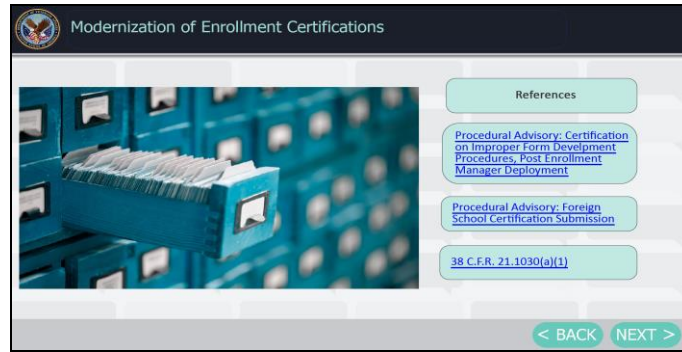 Modernization of Enrollment Certifications
References
Procedural Advisory: Certification
on Improper Form Develpment
Procedures, Post Enrollment
Manager Deployment
Procedural Advisory: Foreign
School Certification Submission
38 C.F.R. 21.1030(a)(1)
< BACK NEXT >